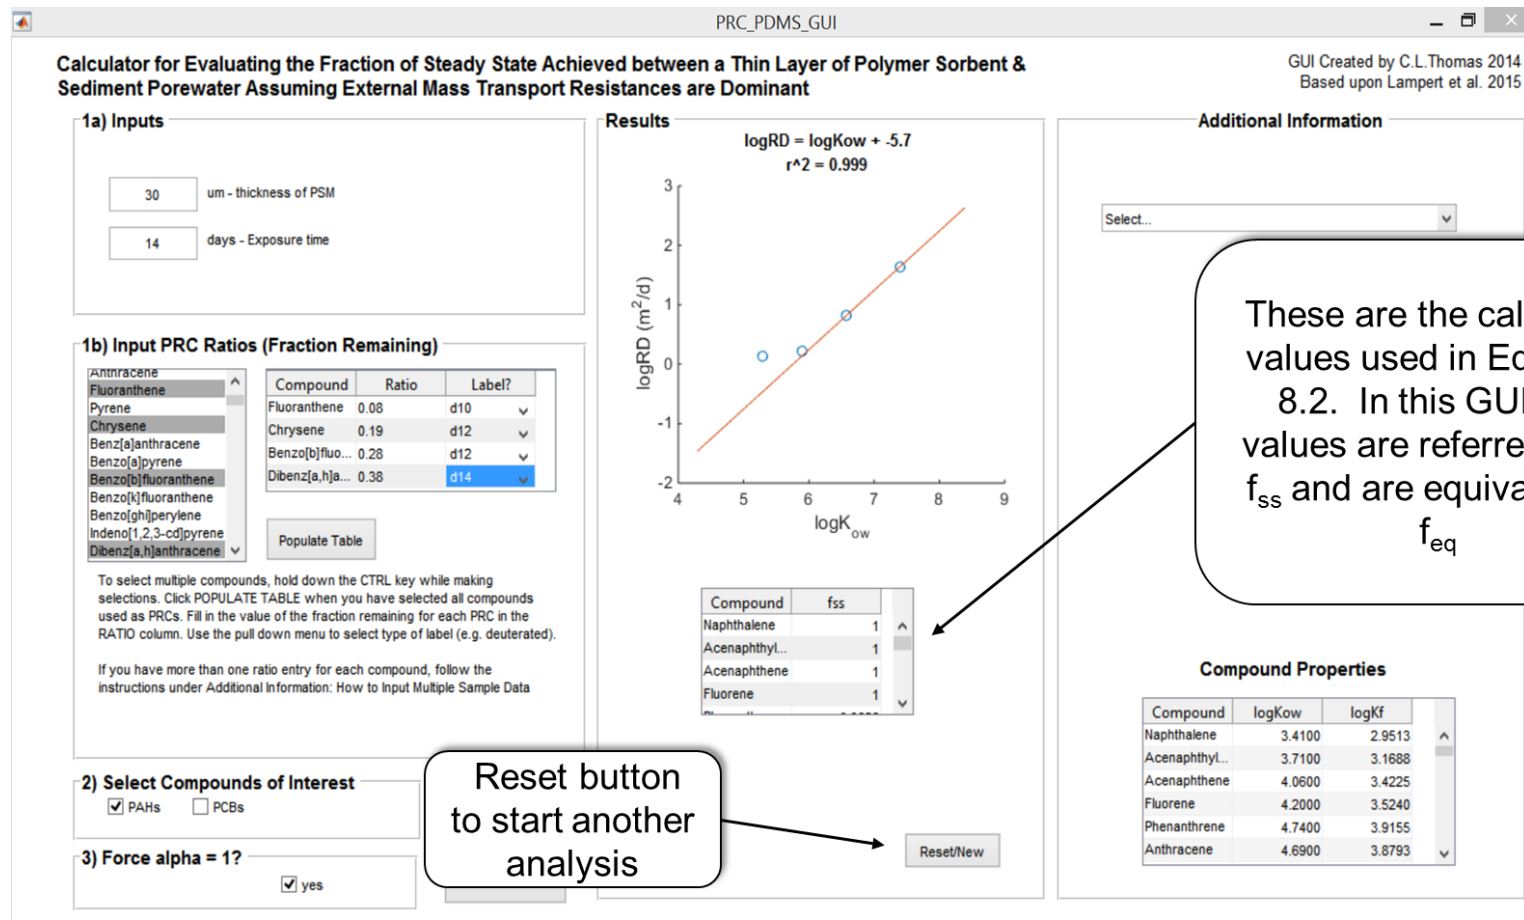 PRC_PDMS_GUI
Calculator for Evaluating the Fraction of Steady State Achieved between a Thin Layer of Polymer Sorbent &
Sediment Porewater Assuming External Mass Transport Resistances are Dominant
GUI Created by C.L.Thomas 2014
Based upon Lampert et al. 2015
1a) Inputs
30 um - thickness of PSM
14 days - Exposure time
1b) Input PRC Ratios (Fraction Remaining)
Anthracene
Fluoranthene
Pyrene
Chrysene
Benz[a]anthracene
Benzo[a]pyrene
Benzo[b]fluoranthene
Benzo[k]fluoranthene
Benzo[ghi]perylene
Indeno[1,2,3-cd]pyrene
Dibenz[a,h]anthracene
Compound Ratio Label?
Fluoranthene 0.08 d10
Chrysene 0.19 d12
Benzo[b]fluo... 0.28 d12
Dibenz[a,h]a... 0.38 d14
Populate Table
To select multiple compounds, hold down the CTRL key while making
selections. Click POPULATE TABLE when you have selected all compounds
used as PRCs. Fill in the value of the fraction remaining for each PRC in the
RATIO column. Use the pull down menu to select type of label (e.g. deuterated).
If you have more than one ratio entry for each compound, follow the
instructions under Additional Information: How to Input Multiple Sample Data
2) Select Compounds of Interest
PAHs PCBs
3) Force alpha = 1?
yes
Reset button
to start another
analysis
Results
logRD = logKow + -5.7
r^2 = 0.999
3
2
1
0
-1
-2
4 5 6 7 8 9
logRD (m²/d)
logKow
Compound fss
Naphthalene 1
Acenaphthyl... 1
Acenaphthene 1
Fluorene 1
Reset/New
Additional Information
Select...
These are the cal
values used in Eq
8.2. In this GUI
values are referre
fss and are equiva
feq
Compound Properties
Compound logKow logKf
Naphthalene 3.4100 2.9513
Acenaphthyl... 3.7100 3.1688
Acenaphthene 4.0600 3.4225
Fluorene 4.2000 3.5240
Phenanthrene 4.7400 3.9155
Anthracene 4.6900 3.8793